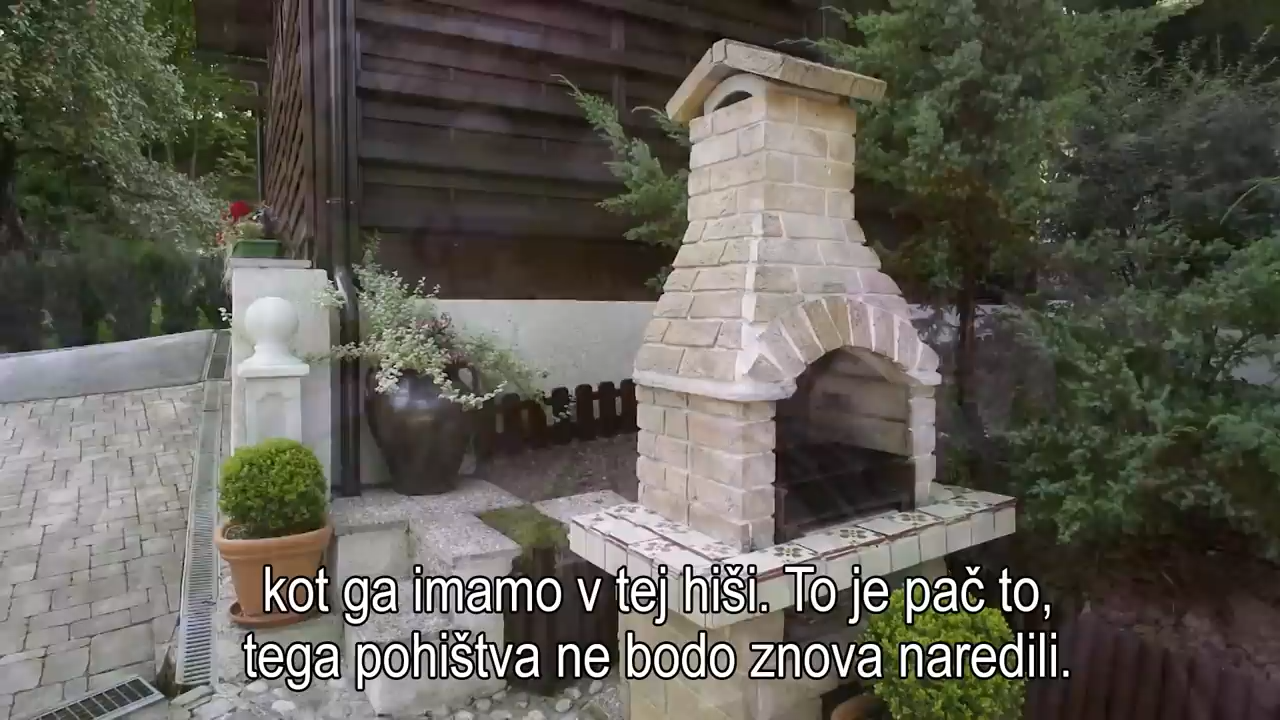 kot ga imamo v tej hiši. To je pač to,
tega pohištva ne bodo znova naredili.